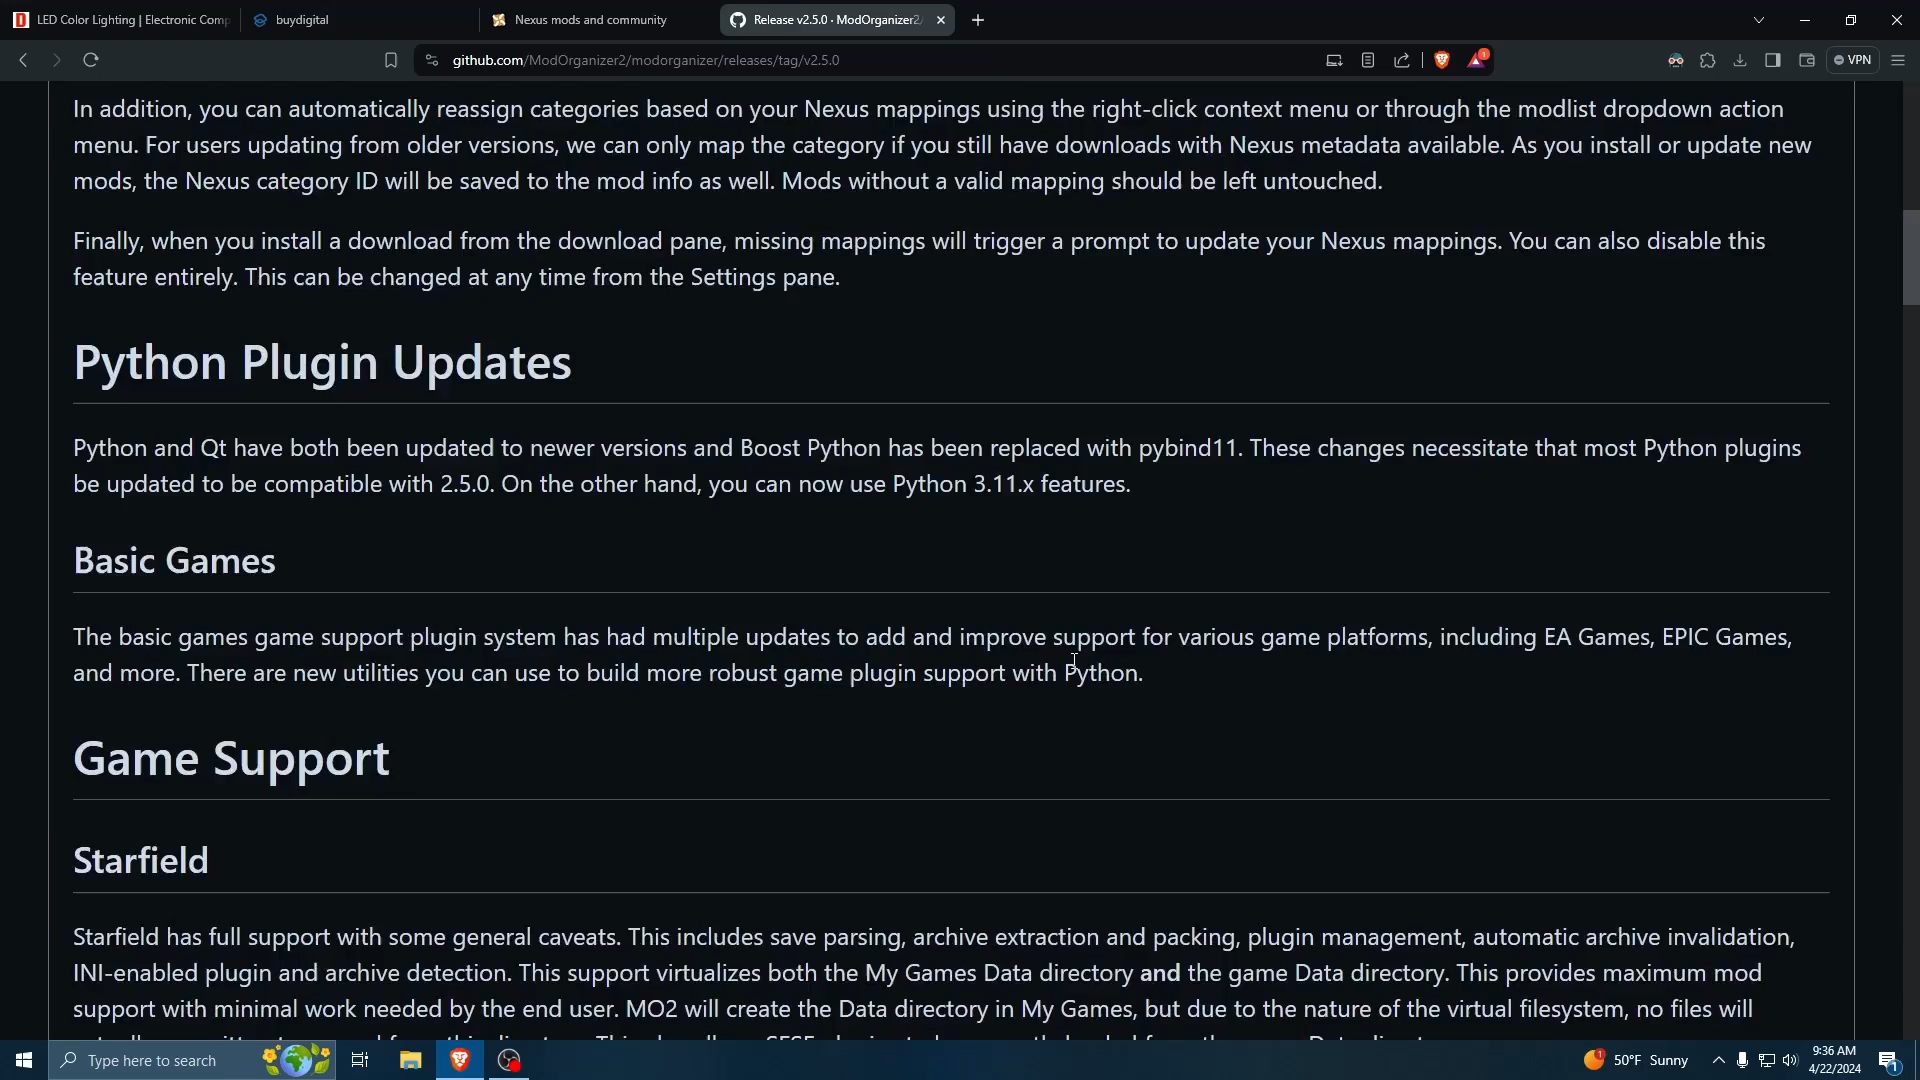 LED Color Lighting | Electronic Comp
buydigital
Nexus mods and community
Release v2.5.0 · ModOrganizer2/
github.com/ModOrganizer2/modorganizer/releases/tag/v2.5.0
1
VPN
In addition, you can automatically reassign categories based on your Nexus mappings using the right-click context menu or through the modlist dropdown action
menu. For users updating from older versions, we can only map the category if you still have downloads with Nexus metadata available. As you install or update new
mods, the Nexus category ID will be saved to the mod info as well. Mods without a valid mapping should be left untouched.
Finally, when you install a download from the download pane, missing mappings will trigger a prompt to update your Nexus mappings. You can also disable this
feature entirely. This can be changed at any time from the Settings pane.
Python Plugin Updates
Python and Qt have both been updated to newer versions and Boost Python has been replaced with pybind11. These changes necessitate that most Python plugins
be updated to be compatible with 2.5.0. On the other hand, you can now use Python 3.11.x features.
Basic Games
The basic games game support plugin system has had multiple updates to add and improve support for various game platforms, including EA Games, EPIC Games,
and more. There are new utilities you can use to build more robust game plugin support with Python.
Game Support
Starfield
Starfield has full support with some general caveats. This includes save parsing, archive extraction and packing, plugin management, automatic archive invalidation,
INI-enabled plugin and archive detection. This support virtualizes both the My Games Data directory and the game Data directory. This provides maximum mod
support with minimal work needed by the end user. MO2 will create the Data directory in My Games, but due to the nature of the virtual filesystem, no files will
Type here to search
1
50°F Sunny
9:36 AM
4/22/2024
1